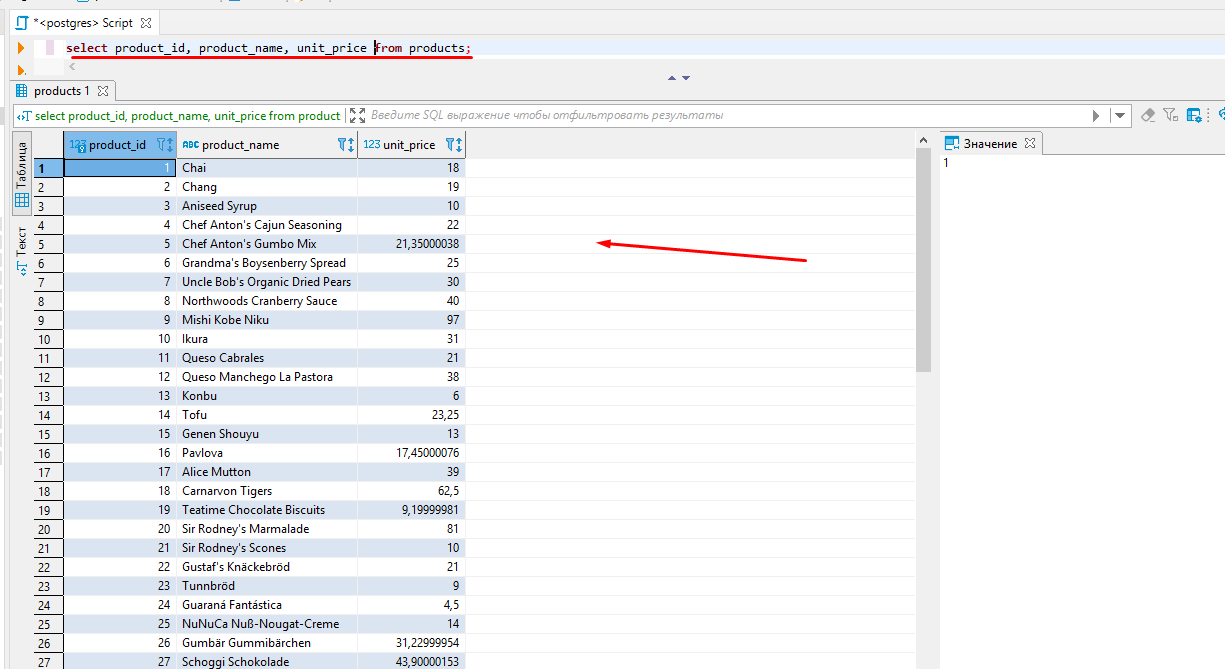 *<postgres> Script
select product_id, product_name, unit_price from products;
products 1
select product_id, product_name, unit_price from product
Введите SQL выражение чтобы отфильтровать результаты
Таблица
Текст
123 product_id ABC product_name 123 unit_price
1 1 Chai 18
2 2 Chang 19
3 3 Aniseed Syrup 10
4 4 Chef Anton's Cajun Seasoning 22
5 5 Chef Anton's Gumbo Mix 21,35000038
6 6 Grandma's Boysenberry Spread 25
7 7 Uncle Bob's Organic Dried Pears 30
8 8 Northwoods Cranberry Sauce 40
9 9 Mishi Kobe Niku 97
10 10 Ikura 31
11 11 Queso Cabrales 21
12 12 Queso Manchego La Pastora 38
13 13 Konbu 6
14 14 Tofu 23,25
15 15 Genen Shouyu 13
16 16 Pavlova 17,45000076
17 17 Alice Mutton 39
18 18 Carnarvon Tigers 62,5
19 19 Teatime Chocolate Biscuits 9,19999981
20 20 Sir Rodney's Marmalade 81
21 21 Sir Rodney's Scones 10
22 22 Gustaf's Knäckebröd 21
23 23 Tunnbröd 9
24 24 Guaraná Fantástica 4,5
25 25 NuNuCa Nuß-Nougat-Creme 14
26 26 Gumbär Gummibärchen 31,22999954
27 27 Schoggi Schokolade 43,90000153
Значение
1